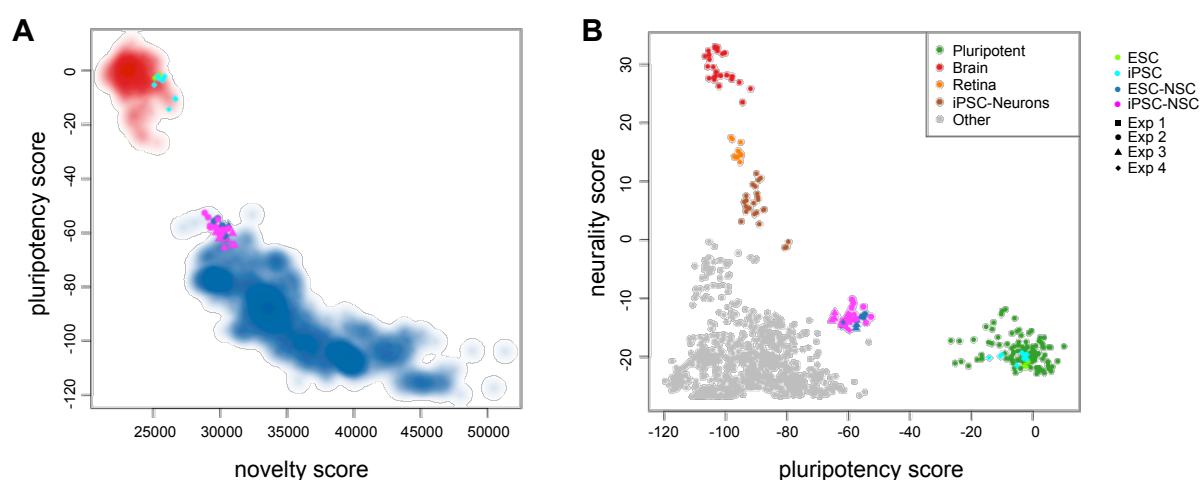 A
pluripotency score
0
-20
-40
-60
-80
-100
-120
25000 30000 35000 40000 45000 50000
novelty score
B
neurality score
30
20
10
0
-10
-20
-120 -100 -80 -60 -40 -20 0
pluripotency score
Pluripotent
Brain
Retina
iPSC-Neurons
Other
ESC
iPSC
ESC-NSC
iPSC-NSC
Exp 1
Exp 2
Exp 3
Exp 4